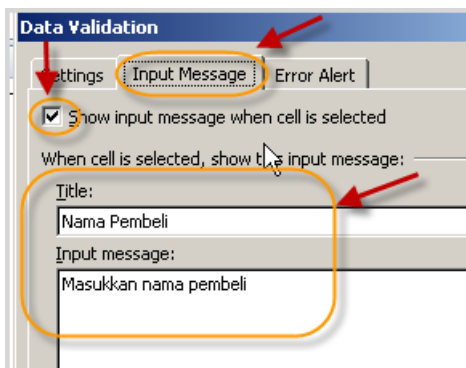 Data Validation
ettings Input Message Error Alert
Show input message when cell is selected
When cell is selected, show this input message:
Title:
Nama Pembeli
Input message:
Masukkan nama pembeli